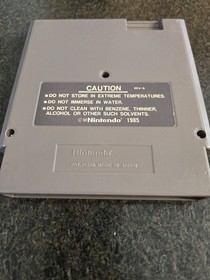 CAUTION REV-A
• DO NOT STORE IN EXTREME TEMPERATURES.
• DO NOT IMMERSE IN WATER.
• DO NOT CLEAN WITH BENZENE, THINNER,
ALCOHOL OR OTHER SUCH SOLVENTS.
©Nintendo® 1985
Nintendo®